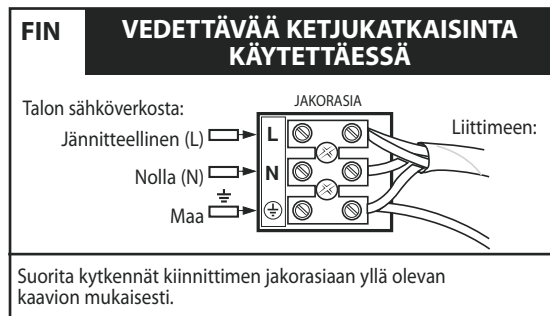 FIN
VEDETTÄVÄÄ KETJUKATKAISINTA
KÄYTETTÄESSÄ
Talon sähköverkosta:
JAKORASIA
Liittimeen:
Jännitteellinen (L)
L
Nolla (N)
N
Maa
Suorita kytkennät kiinnittimen jakorasiaan yllä olevan
kaavion mukaisesti.